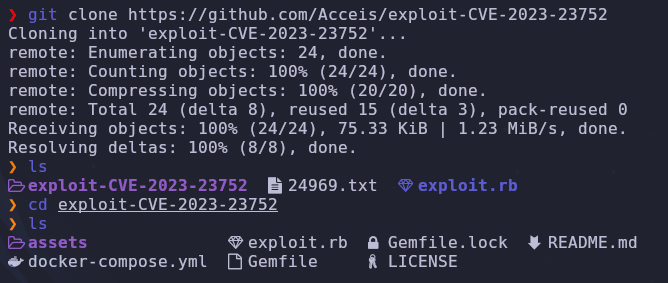 ❯ git clone https://github.com/Acceis/exploit-CVE-2023-23752
Cloning into 'exploit-CVE-2023-23752'...
remote: Enumerating objects: 24, done.
remote: Counting objects: 100% (24/24), done.
remote: Compressing objects: 100% (20/20), done.
remote: Total 24 (delta 8), reused 15 (delta 3), pack-reused 0
Receiving objects: 100% (24/24), 75.33 KiB | 1.23 MiB/s, done.
Resolving deltas: 100% (8/8), done.
❯ ls
exploit-CVE-2023-23752 24969.txt exploit.rb
❯ cd exploit-CVE-2023-23752
❯ ls
assets exploit.rb Gemfile.lock README.md
docker-compose.yml Gemfile LICENSE